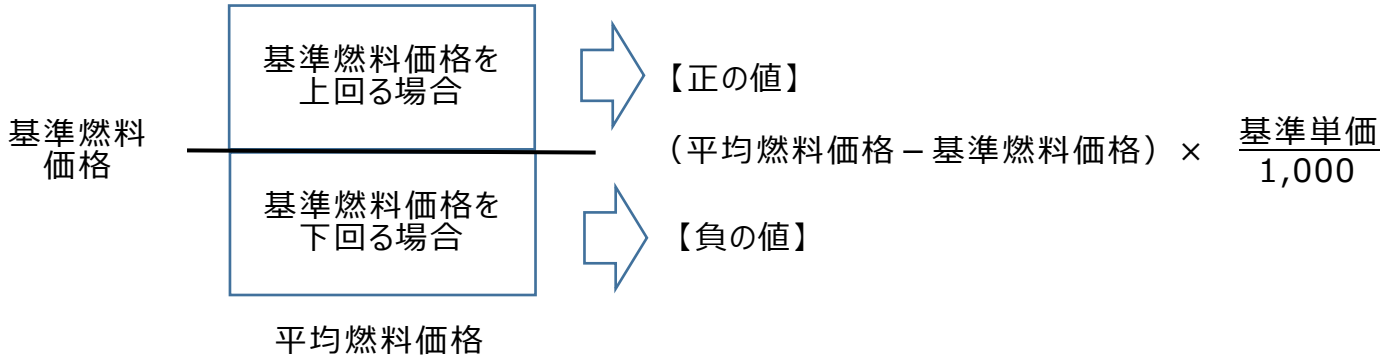 基準燃料価格を
上回る場合
【正の値】
基準燃料
価格
（平均燃料価格－基準燃料価格）× 基準単価
1,000
基準燃料価格を
下回る場合
【負の値】
平均燃料価格